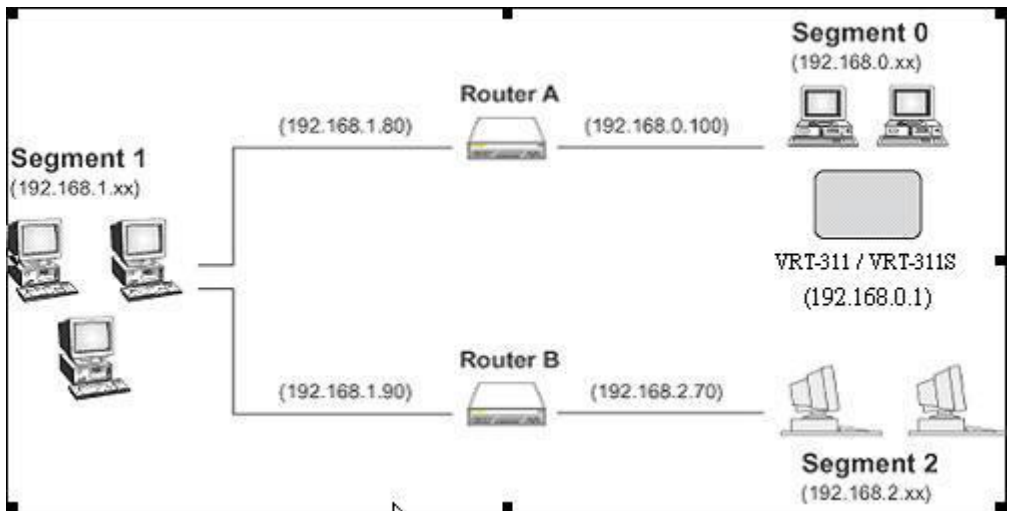 Segment 0
(192.168.0.xx)
Router A
(192.168.1.80)
(192.168.0.100)
Segment 1
(192.168.1.xx)
VRT-311 / VRT-311S
(192.168.0.1)
Router B
(192.168.1.90)
(192.168.2.70)
Segment 2
(192.168.2.xx)